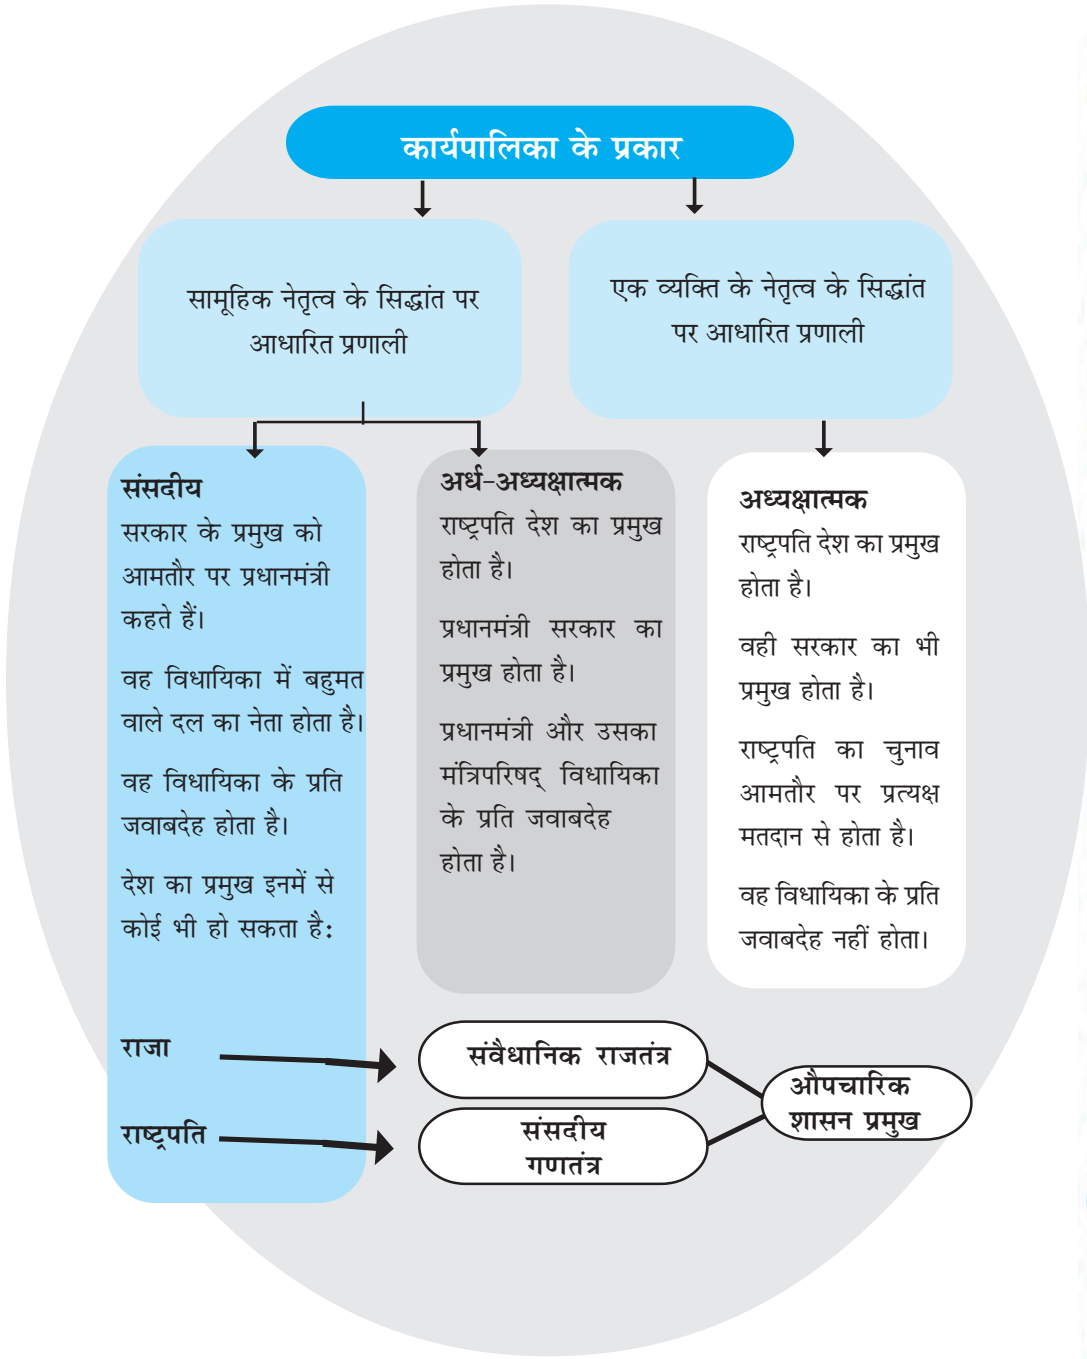 कार्यपालिका के प्रकार
सामूहिक नेतृत्व के सिद्धांत पर
आधारित प्रणाली
एक व्यक्ति के नेतृत्व के सिद्धांत
पर आधारित प्रणाली
संसदीय
सरकार के प्रमुख को
आमतौर पर प्रधानमंत्री
कहते हैं।
वह विधायिका में बहुमत
वाले दल का नेता होता है।
वह विधायिका के प्रति
जवाबदेह होता है।
देश का प्रमुख इनमें से
कोई भी हो सकता है:
राजा
राष्ट्रपति
अर्ध-अध्यक्षात्मक
राष्ट्रपति देश का प्रमुख
होता है।
प्रधानमंत्री सरकार का
प्रमुख होता है।
प्रधानमंत्री और उसका
मंत्रिपरिषद् विधायिका
के प्रति जवाबदेह
होता है।
अध्यक्षात्मक
राष्ट्रपति देश का प्रमुख
होता है।
वही सरकार का भी
प्रमुख होता है।
राष्ट्रपति का चुनाव
आमतौर पर प्रत्यक्ष
मतदान से होता है।
वह विधायिका के प्रति
जवाबदेह नहीं होता।
संवैधानिक राजतंत्र
संसदीय
गणतंत्र
औपचारिक
शासन प्रमुख